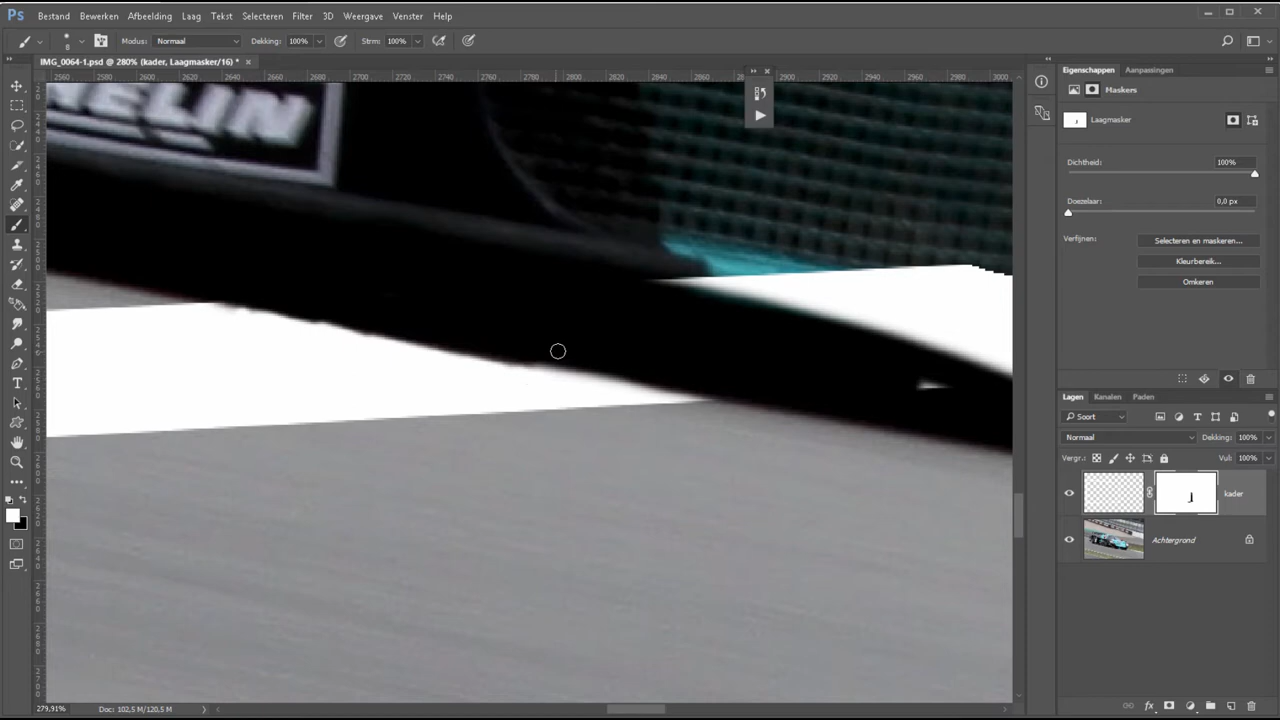 Ps Bestand Bewerken Afbeelding Laag Tekst Selecteren Filter 3D Weergave Venster Help
8 Modus: Normaal Dekking: 100% Strm: 100%
IMG_0064-1.psd @ 280% (kader, Laagmasker/16) *
2560 2620 2640 2660 2680 2700 2720 2740 2760 2780 2800 2820 2840 2860 2880 2900 2920 2940 2960 2980 3000
HELIN
Eigenschappen Aanpassingen
Maskers
Laagmasker
Dichtheid: 100%
Doezelaar: 0,0 px
Verfijnen: Selecteren en maskeren...
Kleurbereik...
Omkeren
Lagen Kanalen Paden
Soort
Normaal Dekking: 100%
Vergr.: Vul: 100%
kader
Achtergrond
fx
279,91% Doc: 102,5 M/120,5 M